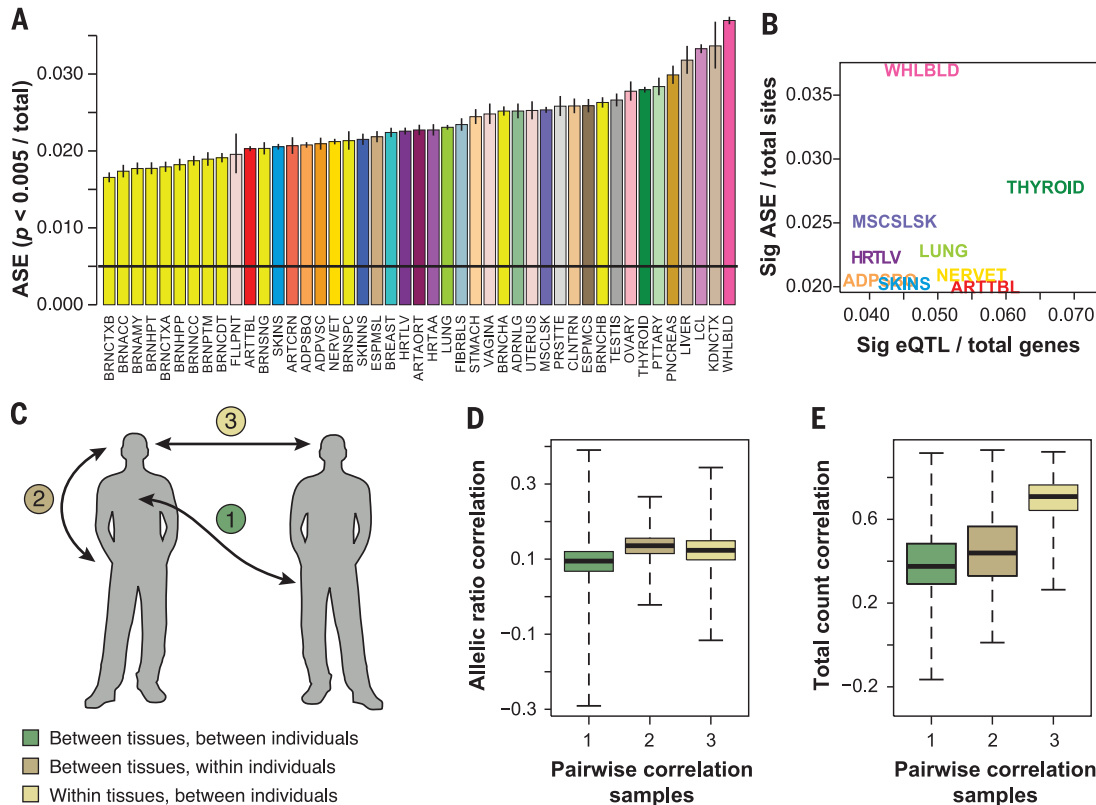 A
ASE (p < 0.005 / total)
0.030
0.020
0.010
0.000
BRNCTXB
BRNACC
BRNAMY
BRNHPT
BRNCTXA
BRNHPP
BRNNCC
BRNPTM
BRNCDT
FLLPNT
ARTTBL
BRNSNG
SKINS
ARTCRN
ADPSBQ
ADPVSC
NERVET
BRNSPC
SKINNS
ESPMSL
BREAST
HRTLV
ARTAORT
HRTAA
LUNG
FIBRBLS
STMACH
VAGINA
BRNCHA
ADRNLG
UTERUS
MSCLSK
PRSTTE
CLNTRN
ESPMCS
BRNCHB
TESTIS
OVARY
THYROID
PTTARY
PNCREAS
LIVER
LCL
KDNCTX
WHLBLD
B
Sig ASE / total sites
0.035
0.030
0.025
0.020
WHLBLD
THYROID
MSCSLSK
LUNG
HRTLV
NERVET
ADPSBQ
SKINS
ARTTBL
0.040
0.050
0.060
0.070
Sig eQTL / total genes
C
3
2
1
Between tissues, between individuals
Between tissues, within individuals
Within tissues, between individuals
D
Allelic ratio correlation
0.3
0.1
−0.1
−0.3
1
2
3
Pairwise correlation
samples
E
Total count correlation
0.6
0.2
−0.2
1
2
3
Pairwise correlation
samples